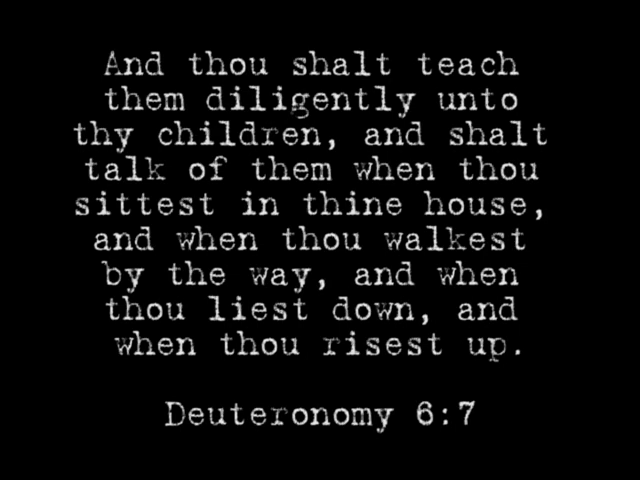 And thou shalt teach
them diligently unto
thy children, and shalt
talk of them when thou
sittest in thine house,
and when thou walkest
by the way, and when
thou liest down, and
when thou risest up.
Deuteronomy 6:7